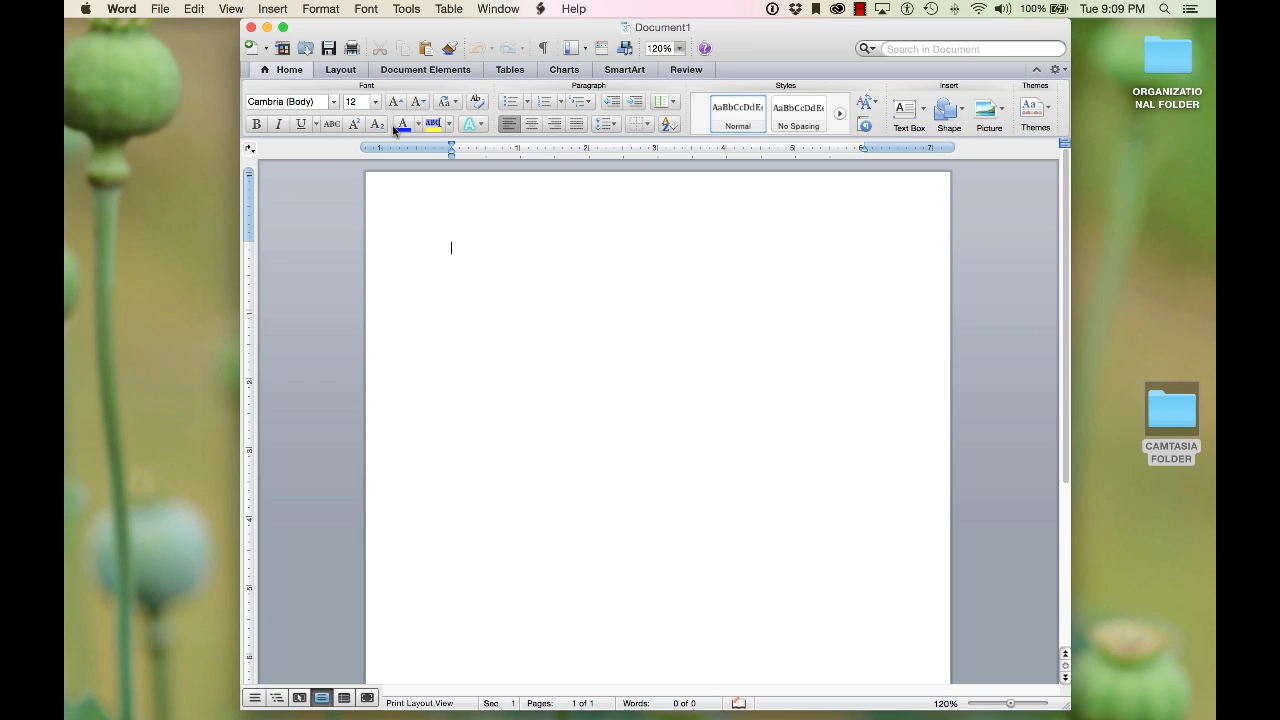 Word File Edit View Insert Format Font Tools Table Window Help 100% Tue 9:09 PM
Document1
120% Search in Document
Home Layout Document Elements Tables Charts SmartArt Review
Font Paragraph Styles Insert Themes
Cambria (Body) 12
AaBbCcDdEe AaBbCcDdEe
Normal No Spacing
Text Box Shape Picture Themes
ORGANIZATIO
NAL FOLDER
CAMTASIA
FOLDER
Print Layout View Sec 1 Pages: 1 of 1 Words: 0 of 0 120%